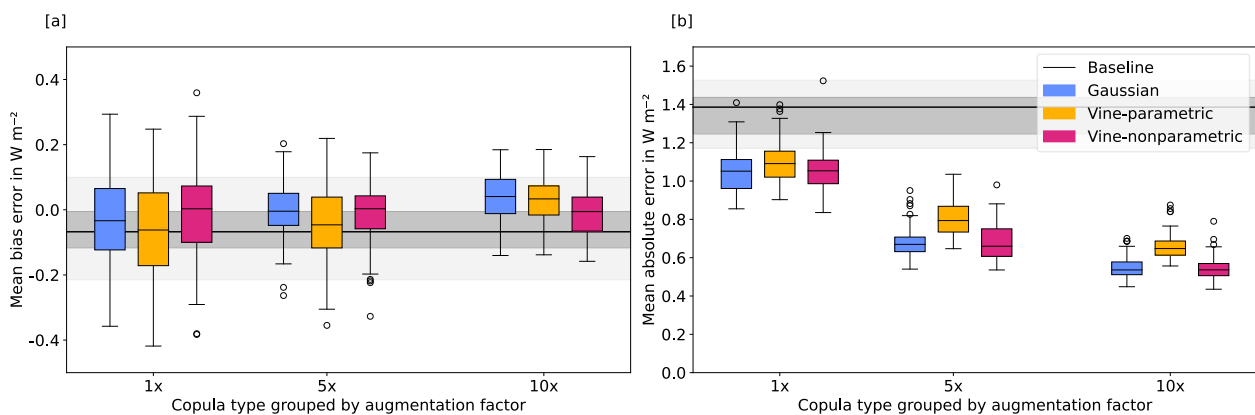 [a]
Mean bias error in W m⁻²
0.4
0.2
0.0
-0.2
-0.4
1x
5x
10x
Copula type grouped by augmentation factor
[b]
Mean absolute error in W m⁻²
1.6
1.4
1.2
1.0
0.8
0.6
0.4
0.2
0.0
Baseline
Gaussian
Vine-parametric
Vine-nonparametric
1x
5x
10x
Copula type grouped by augmentation factor